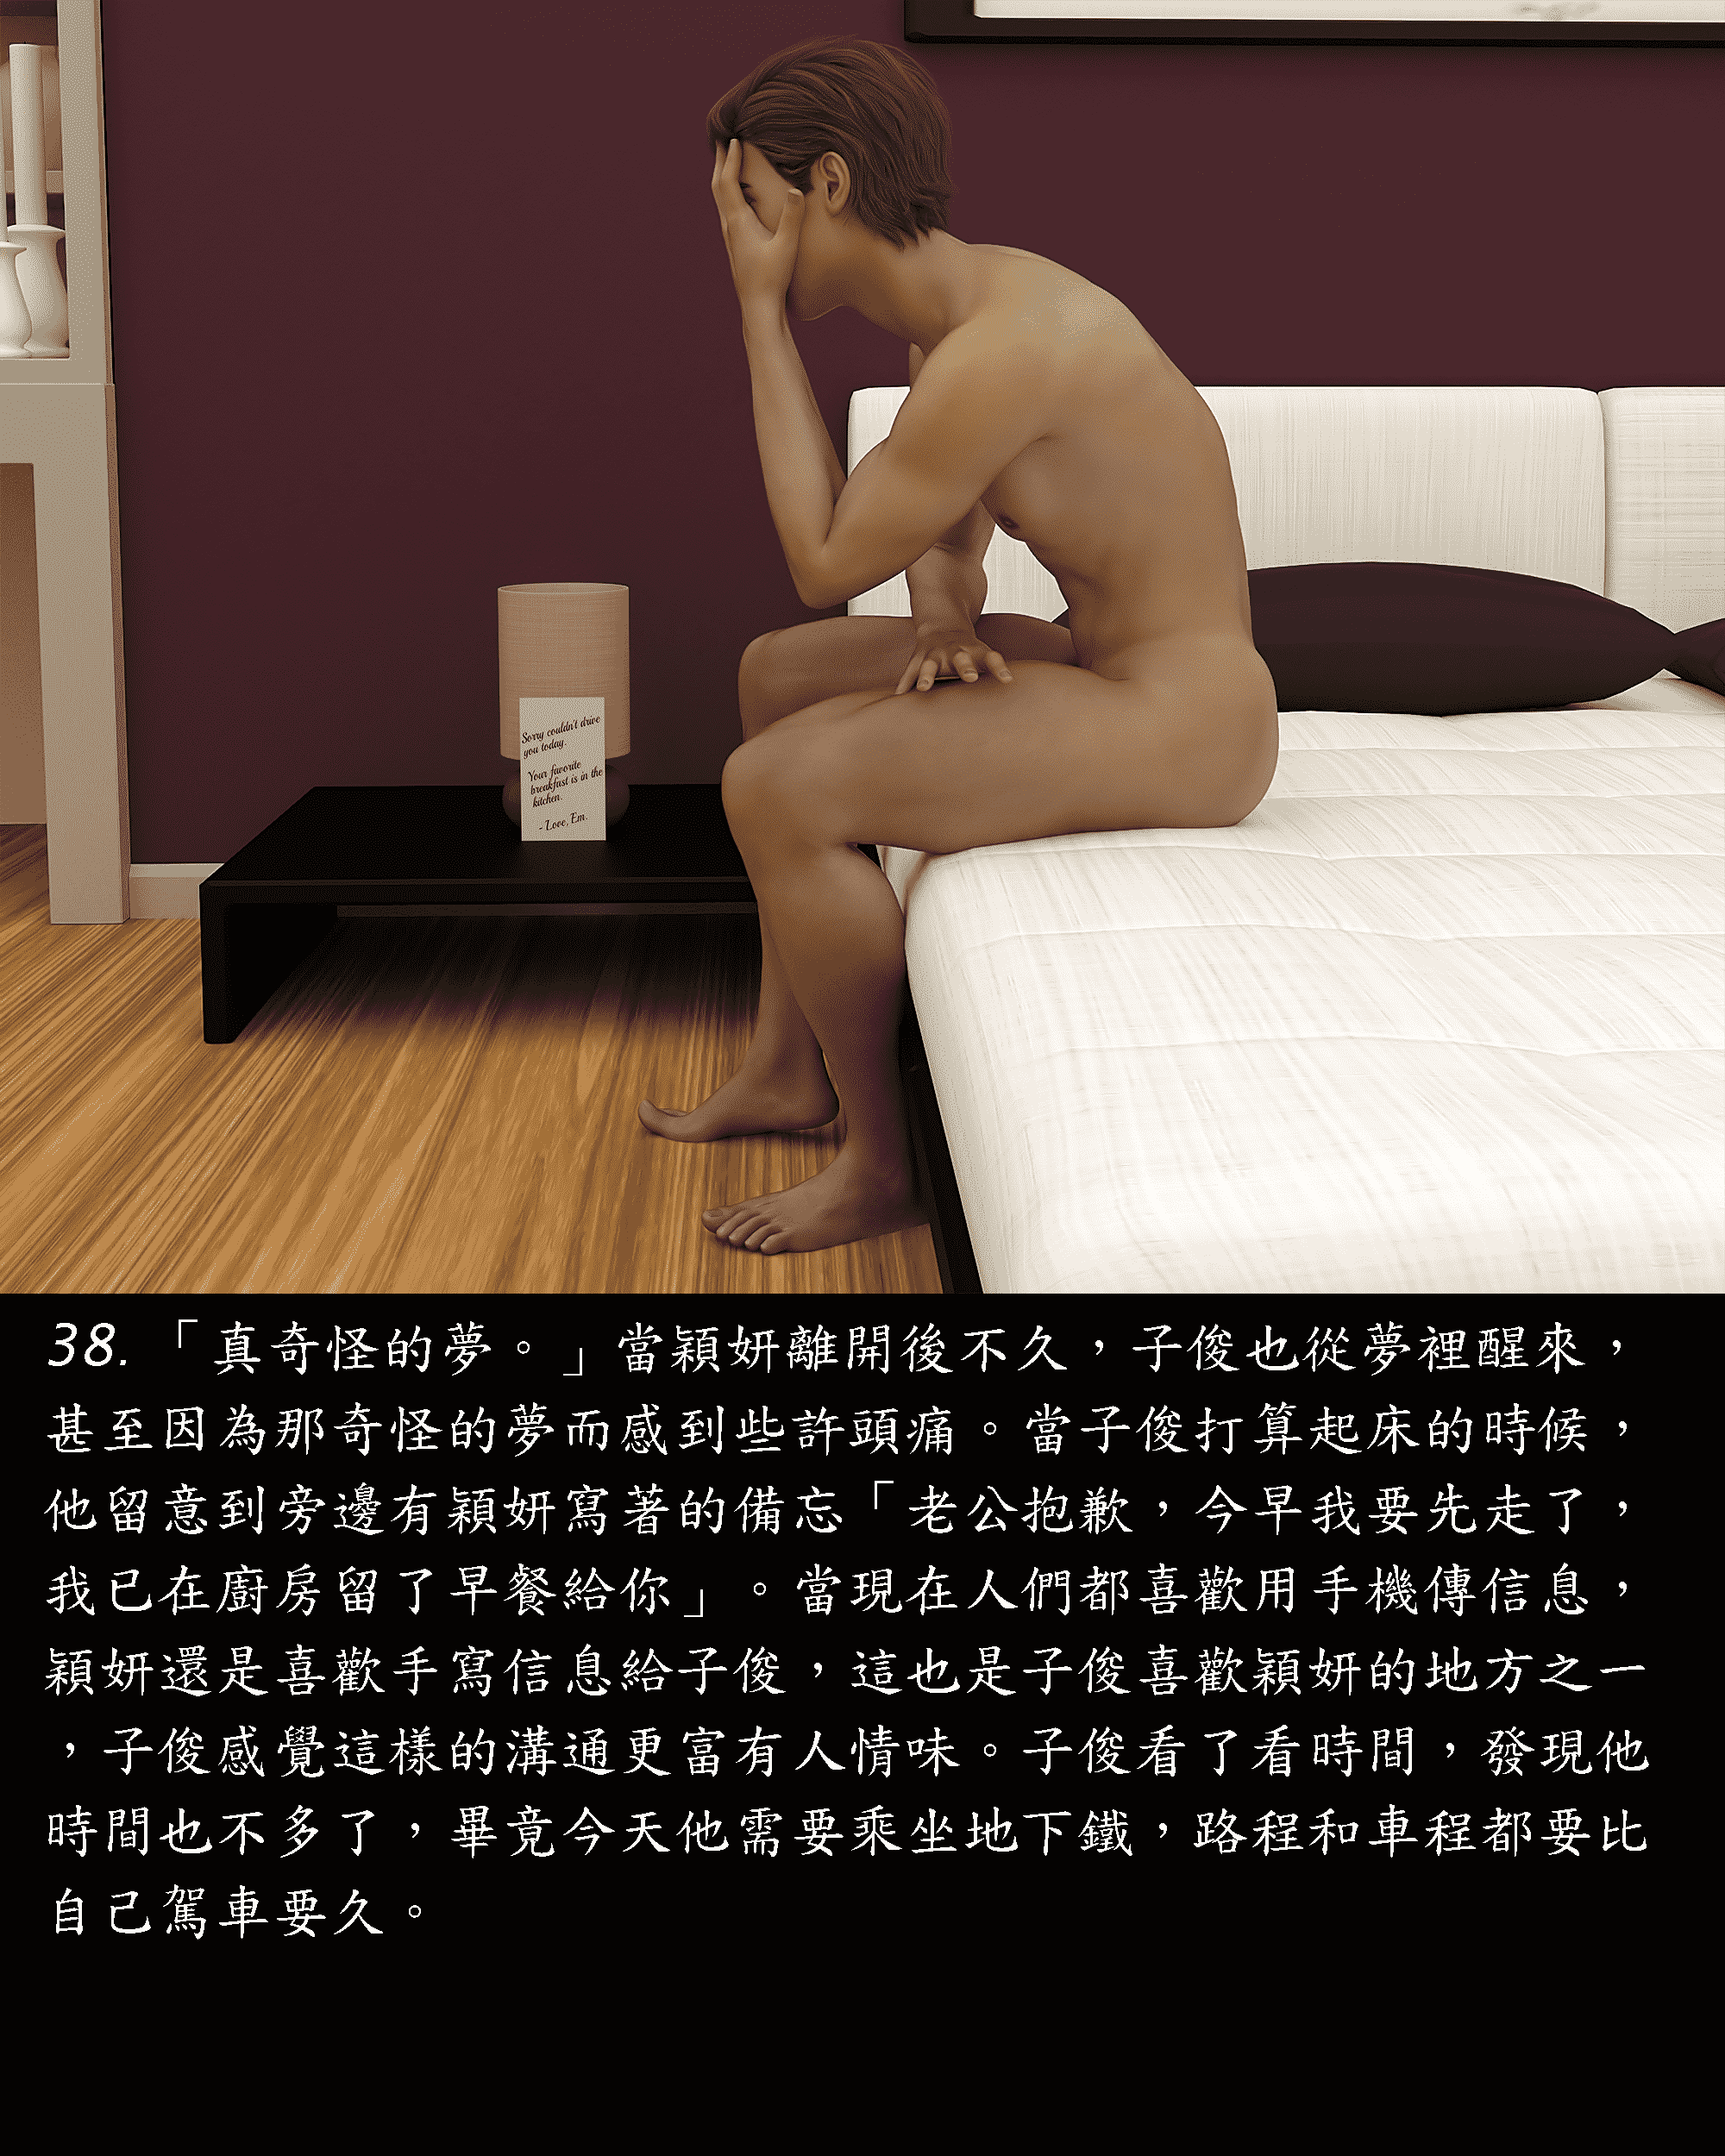 Sorry couldn't drive
you today.
Your favorite
breakfast is in the
kitchen.
- Love, Em.
38. 「真奇怪的夢。」當穎妍離開後不久，子俊也從夢裡醒來，
甚至因為那奇怪的夢而感到些許頭痛。當子俊打算起床的時候，
他留意到旁邊有穎妍寫著的備忘「老公抱歉，今早我要先走了，
我已在廚房留了早餐給你」。當現在人們都喜歡用手機傳信息，
穎妍還是喜歡手寫信息給子俊，這也是子俊喜歡穎妍的地方之一
，子俊感覺這樣的溝通更富有人情味。子俊看了看時間，發現他
時間也不多了，畢竟今天他需要乘坐地下鐵，路程和車程都要比
自己駕車要久。